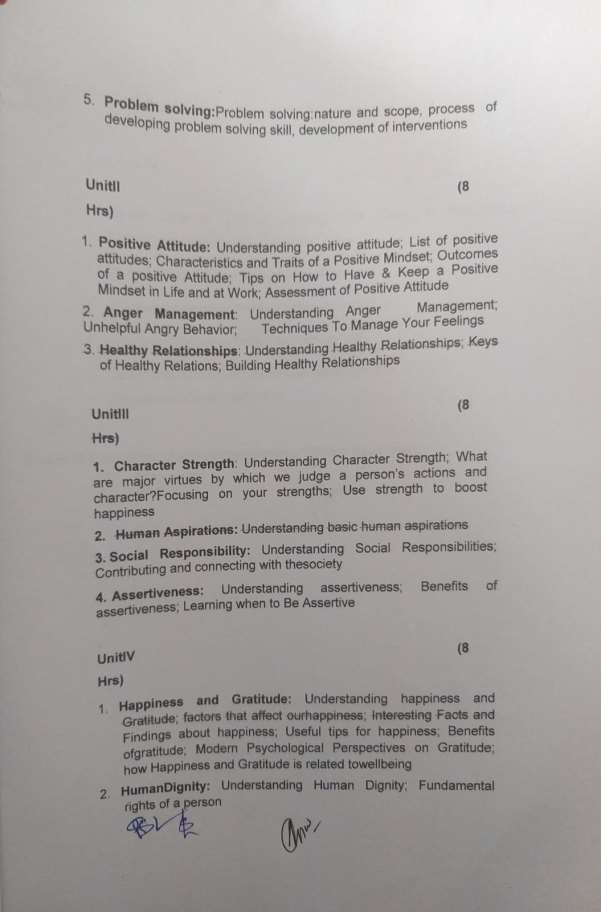 5. Problem solving:Problem solving:nature and scope, process of
developing problem solving skill, development of interventions
UnitII (8
Hrs)
1. Positive Attitude: Understanding positive attitude; List of positive
attitudes; Characteristics and Traits of a Positive Mindset; Outcomes
of a positive Attitude; Tips on How to Have & Keep a Positive
Mindset in Life and at Work; Assessment of Positive Attitude
2. Anger Management: Understanding Anger Management;
Unhelpful Angry Behavior; Techniques To Manage Your Feelings
3. Healthy Relationships: Understanding Healthy Relationships; Keys
of Healthy Relations; Building Healthy Relationships
UnitIII (8
Hrs)
1. Character Strength: Understanding Character Strength; What
are major virtues by which we judge a person's actions and
character?Focusing on your strengths; Use strength to boost
happiness
2. Human Aspirations: Understanding basic human aspirations
3. Social Responsibility: Understanding Social Responsibilities;
Contributing and connecting with thesociety
4. Assertiveness: Understanding assertiveness; Benefits of
assertiveness; Learning when to Be Assertive
UnitIV (8
Hrs)
1. Happiness and Gratitude: Understanding happiness and
Gratitude; factors that affect ourhappiness; Interesting Facts and
Findings about happiness; Useful tips for happiness; Benefits
ofgratitude; Modern Psychological Perspectives on Gratitude;
how Happiness and Gratitude is related towellbeing
2. HumanDignity: Understanding Human Dignity; Fundamental
rights of a person